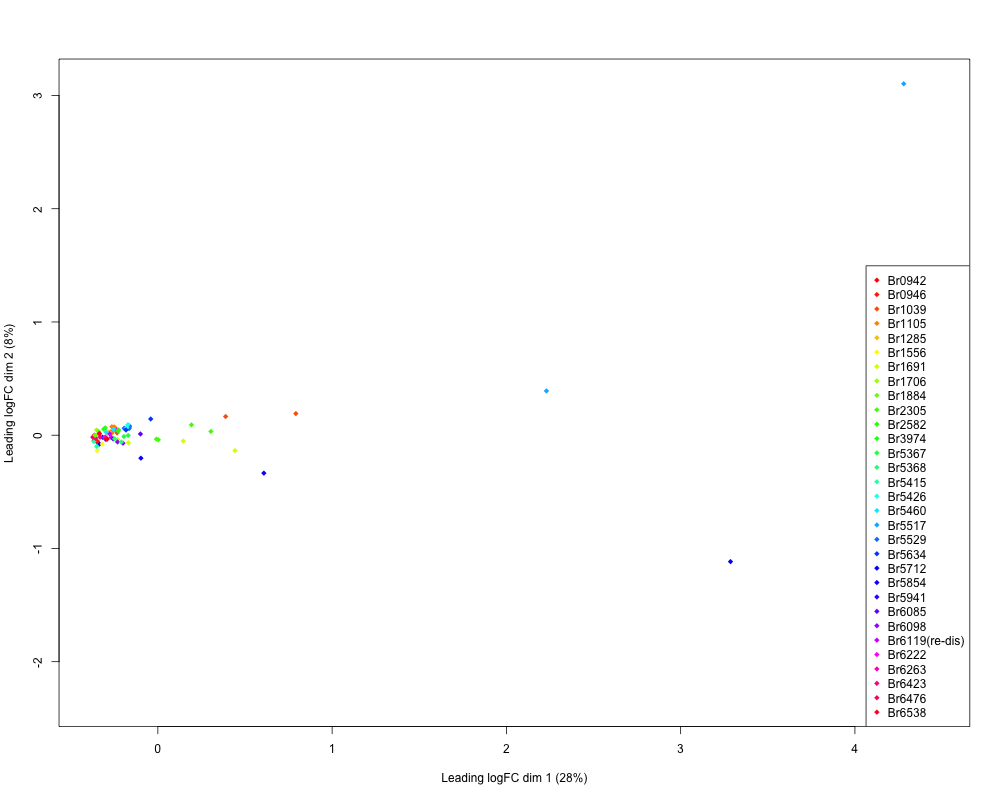 3
2
1
0
-1
-2
Leading logFC dim 2 (8%)
Br0942
Br0946
Br1039
Br1105
Br1285
Br1556
Br1691
Br1706
Br1884
Br2305
Br2582
Br3974
Br5367
Br5368
Br5415
Br5426
Br5460
Br5517
Br5529
Br5634
Br5712
Br5854
Br5941
Br6085
Br6098
Br6119(re-dis)
Br6222
Br6263
Br6423
Br6476
Br6538
0 1 2 3 4
Leading logFC dim 1 (28%)